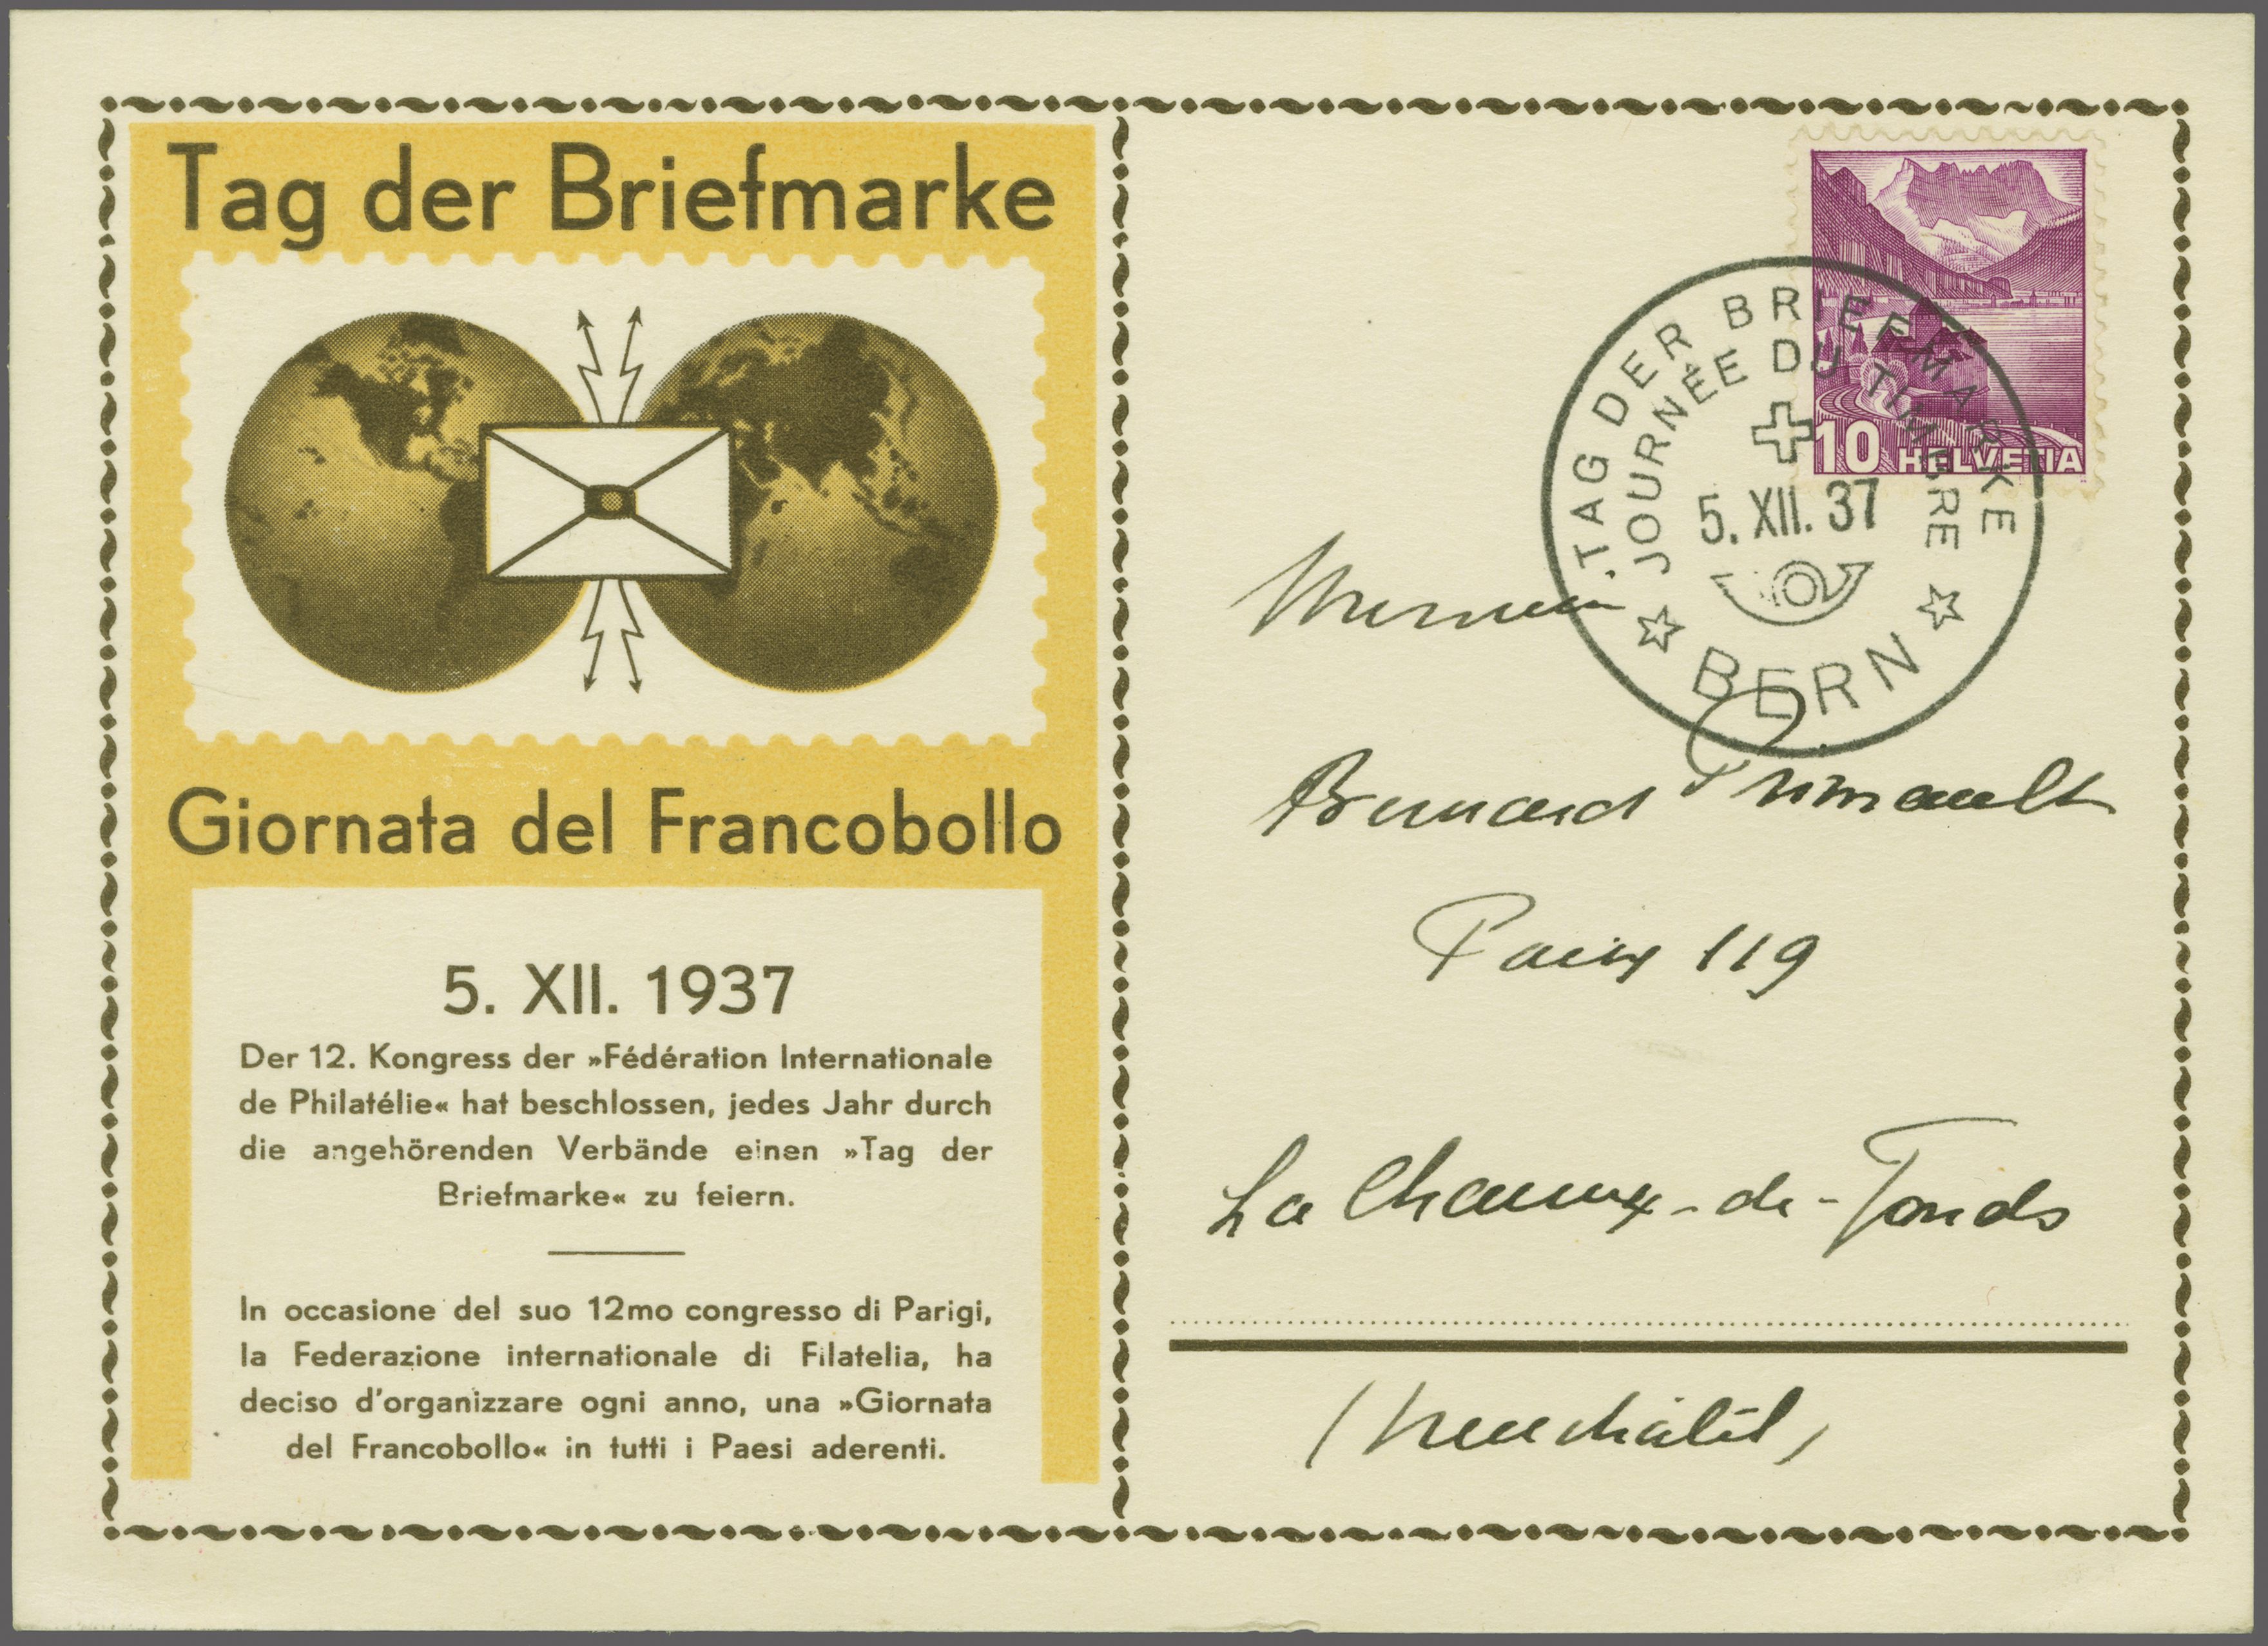 Tag der Briefmarke
Giornata del Francobollo
5. XII. 1937
Der 12. Kongress der »Fédération Internationale
de Philatélie« hat beschlossen, jedes Jahr durch
die angehörenden Verbände einen »Tag der
Briefmarke« zu feiern.
In occasione del suo 12mo congresso di Parigi,
la Federazione internationale di Filatelia, ha
deciso d'organizzare ogni anno, una »Giornata
del Francobollo« in tutti i Paesi aderenti.
10 HELVETIA
TAG DER BRIEFMARKE
JOURNÉE DU TIMBRE
5. XII. 37
BERN
Bernard
Paix 119
La Chaux-de-Fonds
(Neuchâtel)